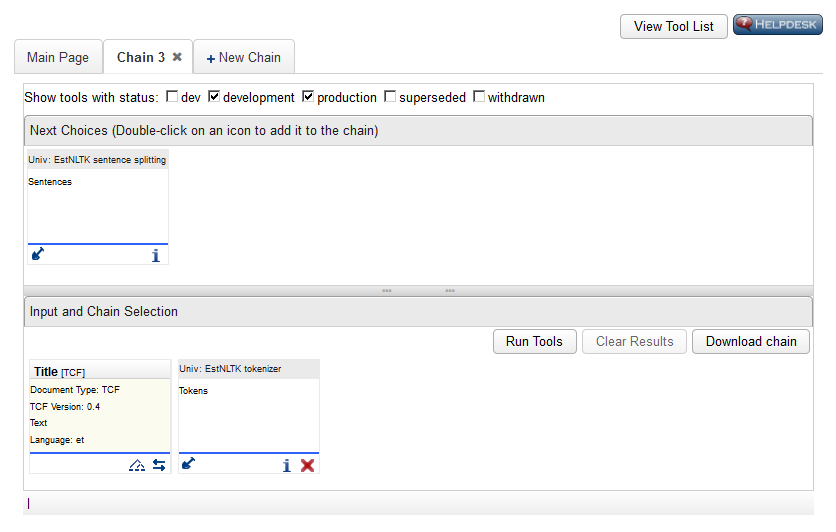 View Tool List HELPDESK
Main Page Chain 3 + New Chain
Show tools with status: dev development production superseded withdrawn
Next Choices (Double-click on an icon to add it to the chain)
Univ: EstNLTK sentence splitting
Sentences
Input and Chain Selection
Run Tools Clear Results Download chain
Title [TCF]
Document Type: TCF
TCF Version: 0.4
Text
Language: et
Univ: EstNLTK tokenizer
Tokens